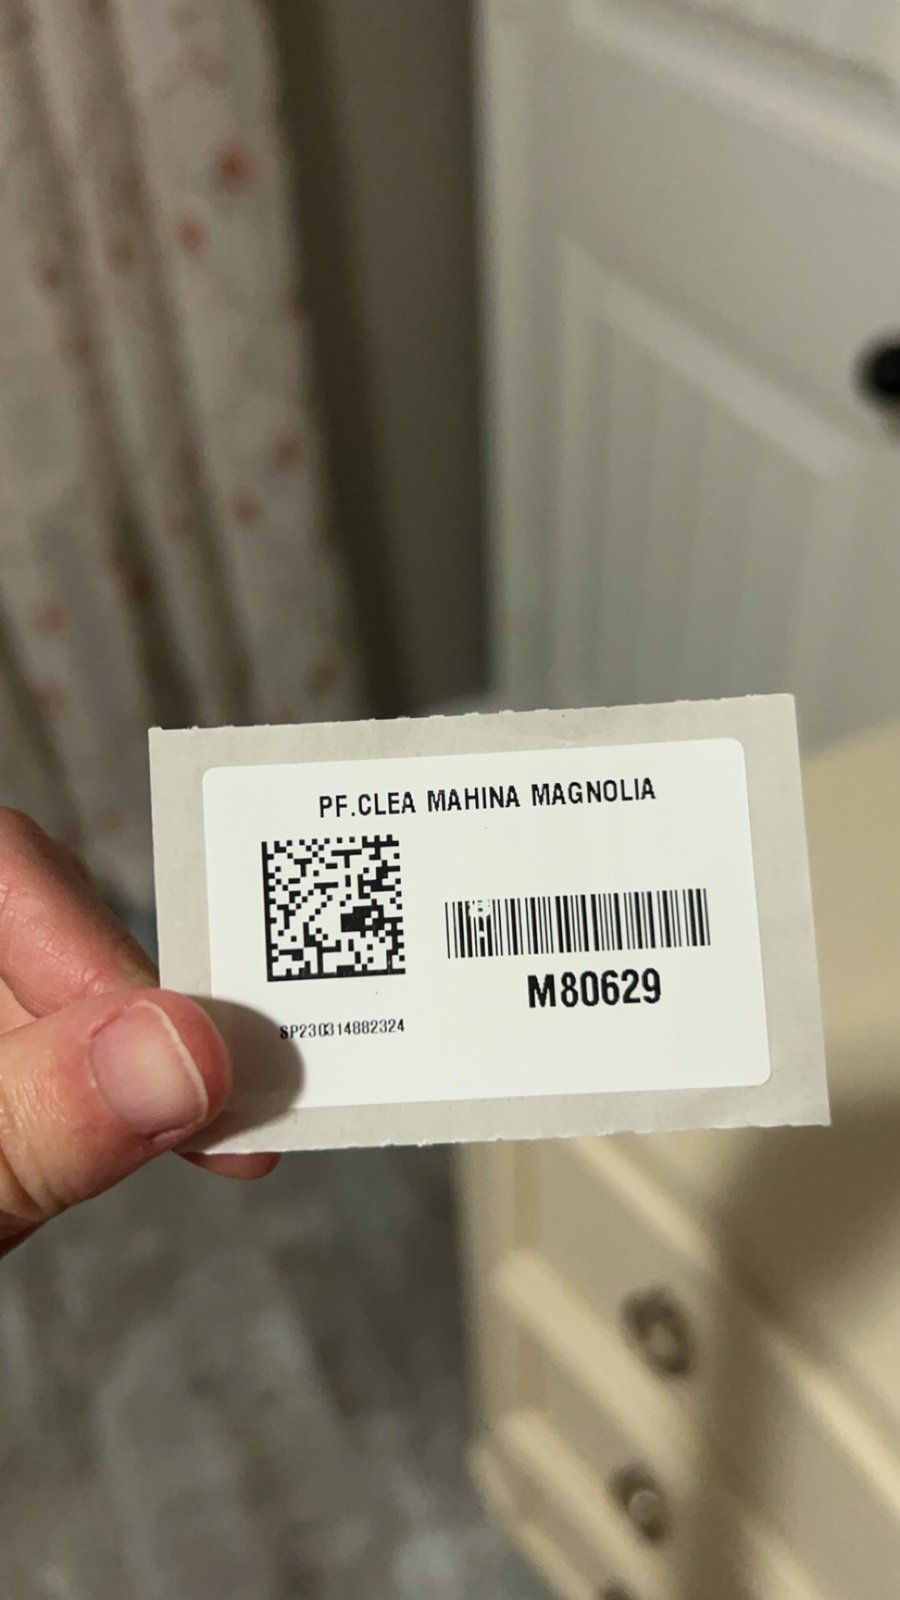 PF.CLEA MAHINA MAGNOLIA
M80629
SP230314882324